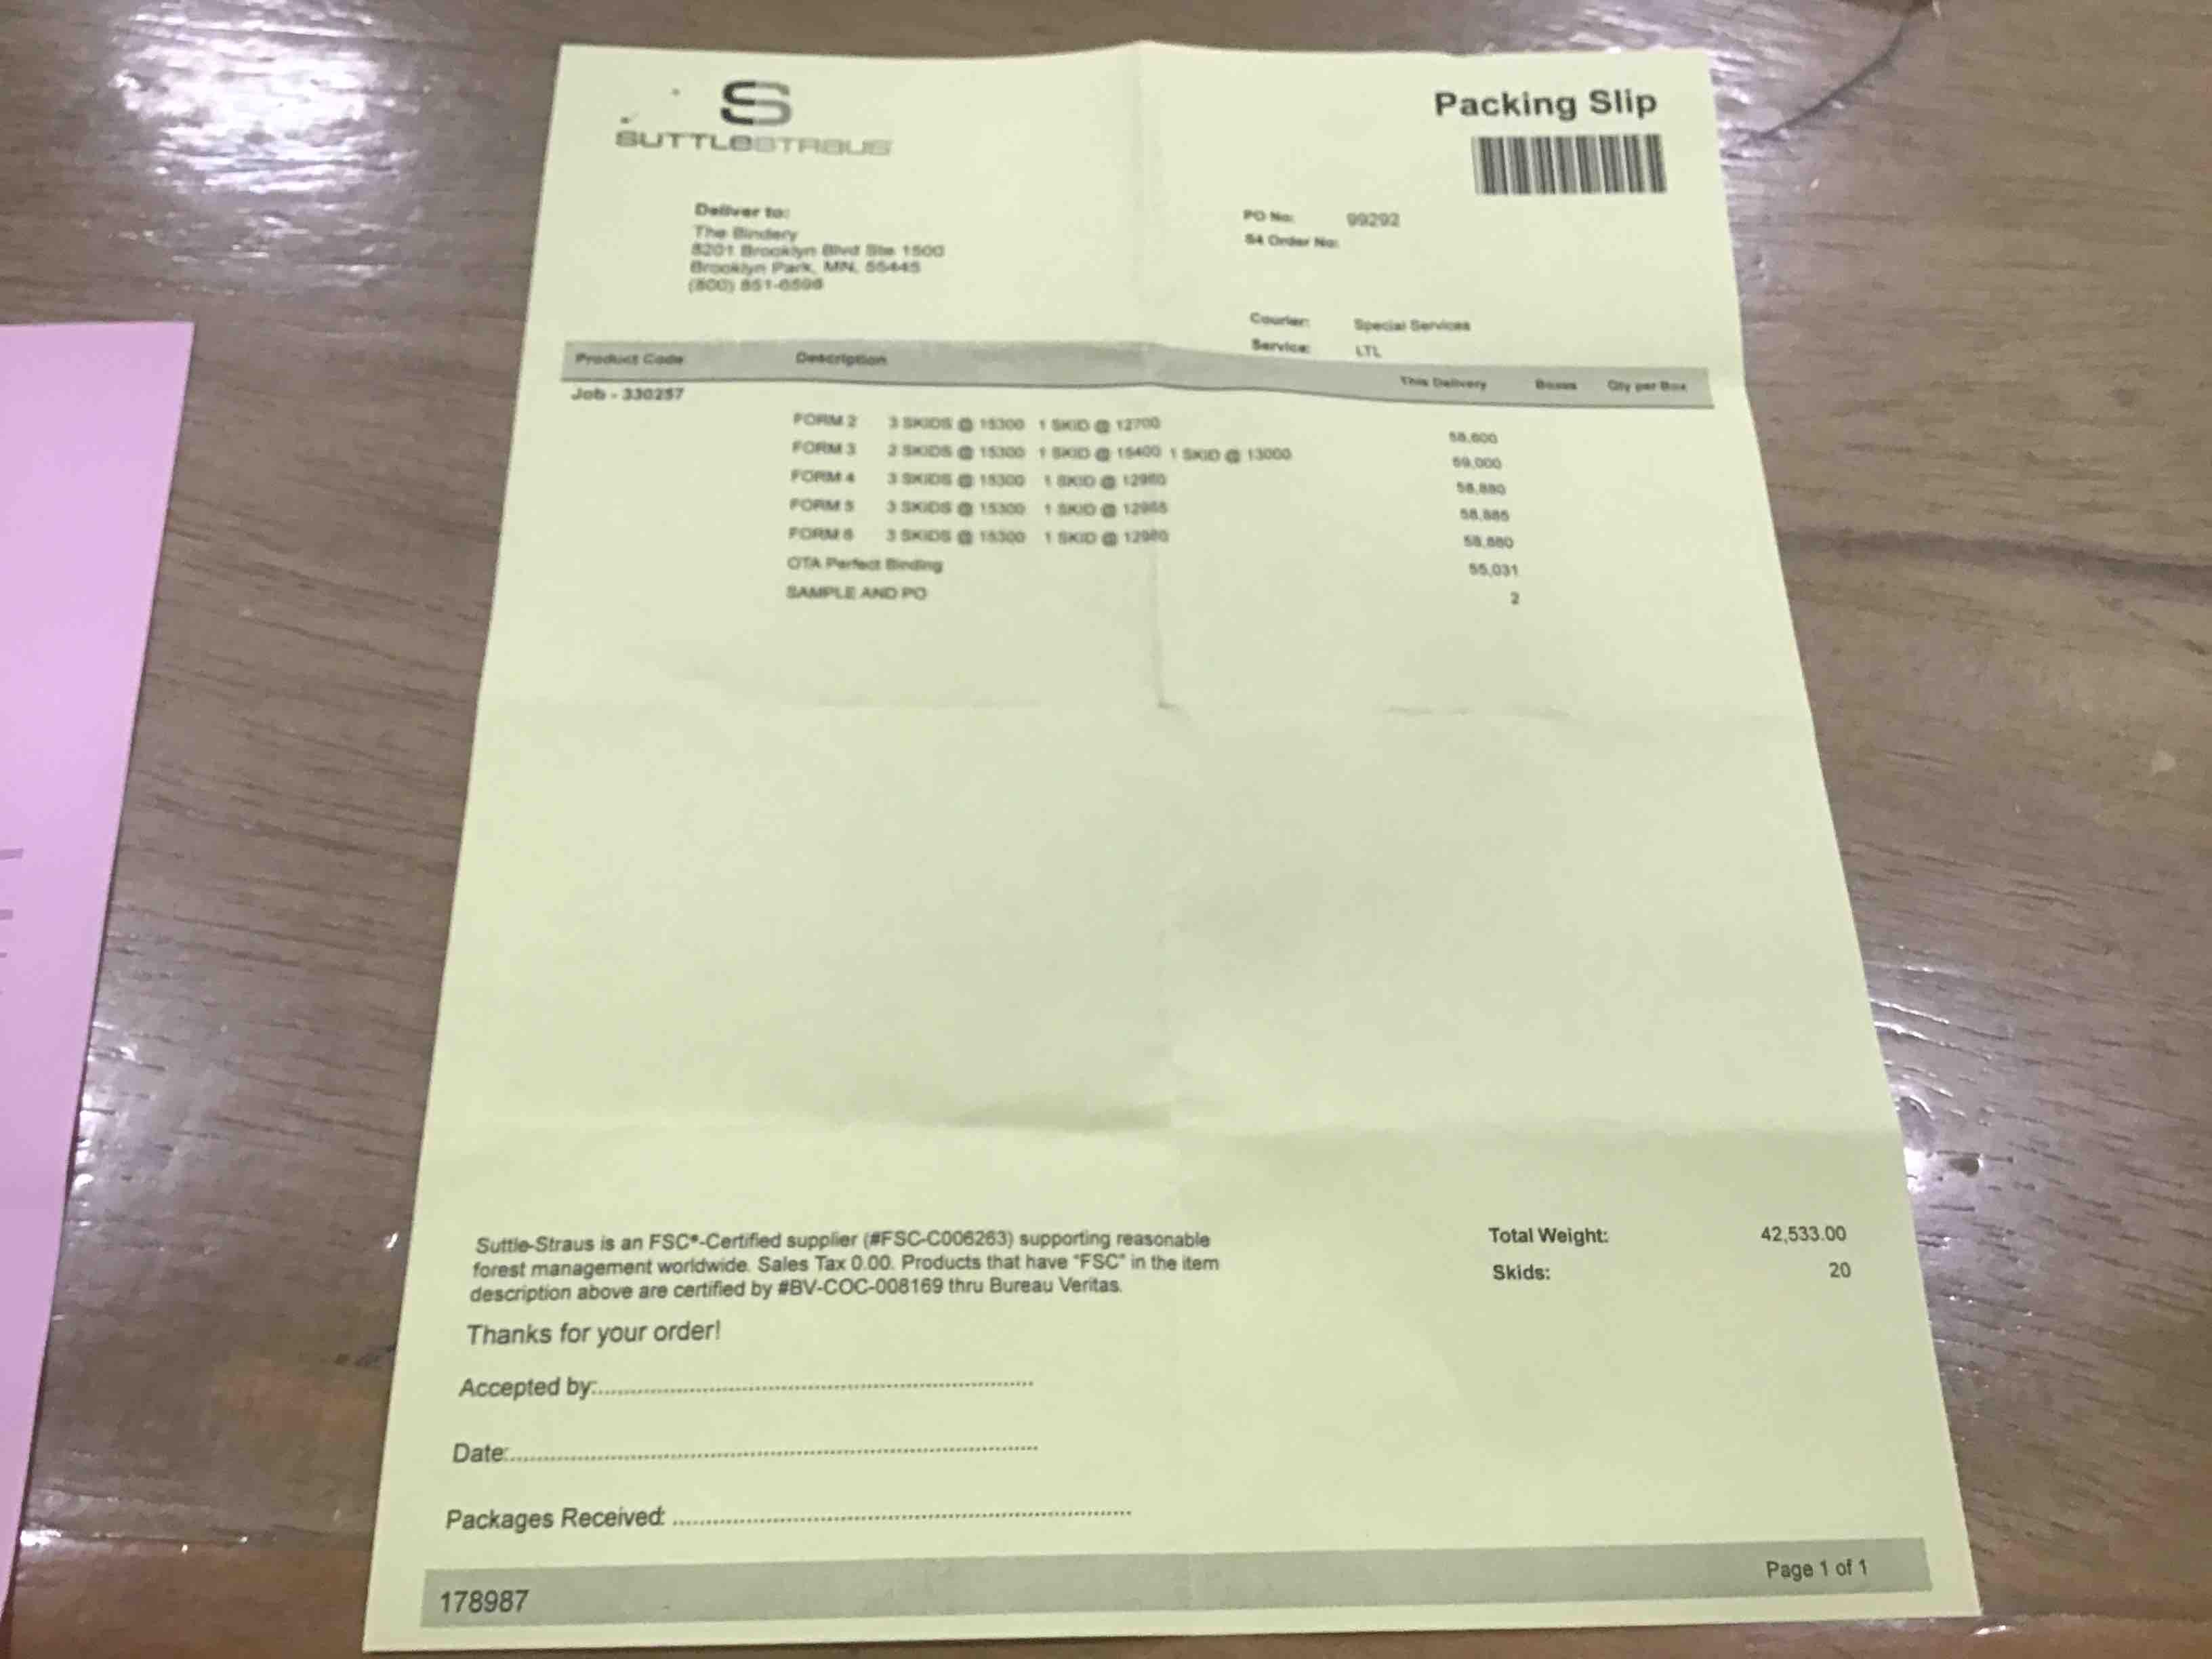 S
SUTTLE STRAUS
Packing Slip
Deliver to:
The Bindery
8201 Brooklyn Blvd Ste 1500
Brooklyn Park, MN, 55445
(800) 851-6598
PO No: 99292
S4 Order No:
Courier: Special Services
Service: LTL
Product Code Description This Delivery Boxes Qty per Box
Job - 330257
FORM 2 3 SKIDS @ 15300 1 SKID @ 12700 58,600
FORM 3 2 SKIDS @ 15300 1 SKID @ 15400 1 SKID @ 13000 59,000
FORM 4 3 SKIDS @ 15300 1 SKID @ 12980 58,880
FORM 5 3 SKIDS @ 15300 1 SKID @ 12985 58,885
FORM 6 3 SKIDS @ 15300 1 SKID @ 12980 58,880
OTA Perfect Binding 55,031
SAMPLE AND PO 2
Suttle-Straus is an FSC®-Certified supplier (#FSC-C006263) supporting reasonable
forest management worldwide. Sales Tax 0.00. Products that have "FSC" in the item
description above are certified by #BV-COC-008169 thru Bureau Veritas.
Total Weight: 42,533.00
Skids: 20
Thanks for your order!
Accepted by:
Date:
Packages Received:
178987
Page 1 of 1